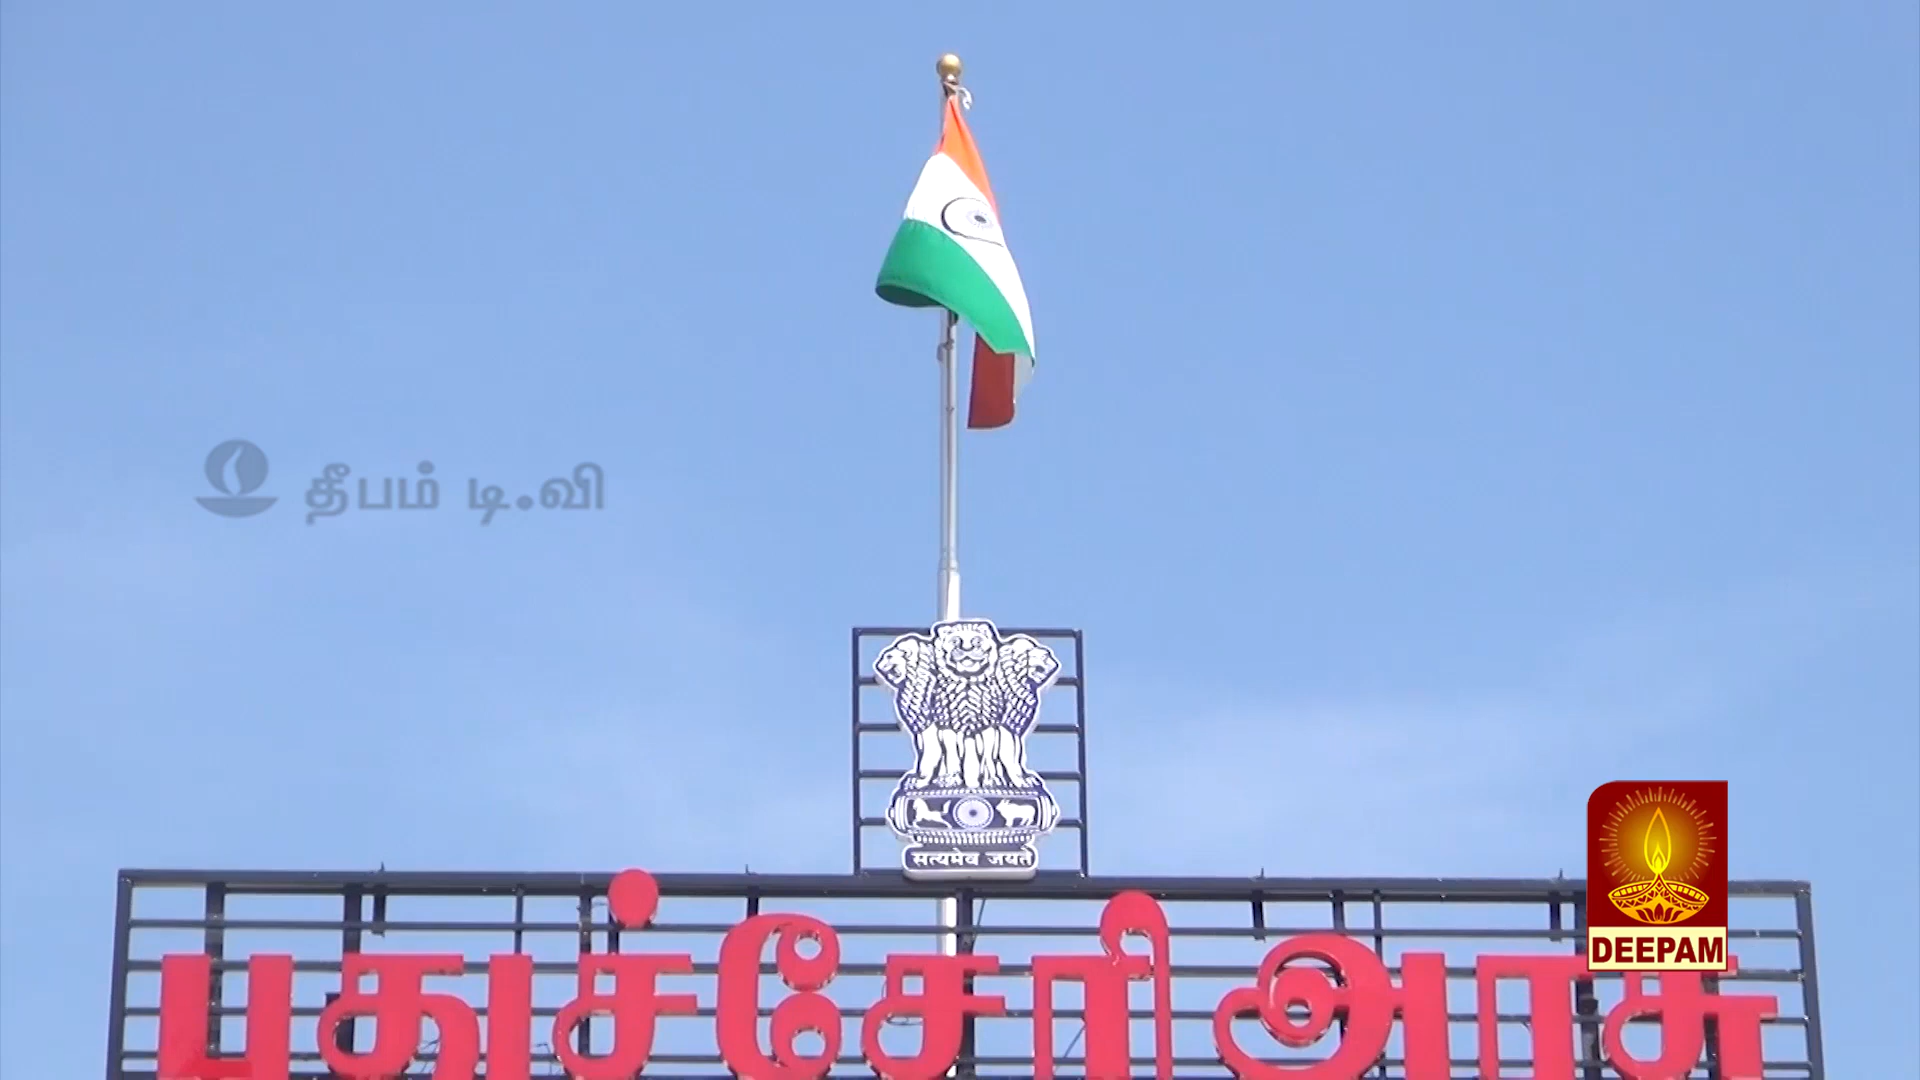 தீபம் டி.வி
सत्यमेव जयते
DEEPAM
புதுச்சேரி அரசு